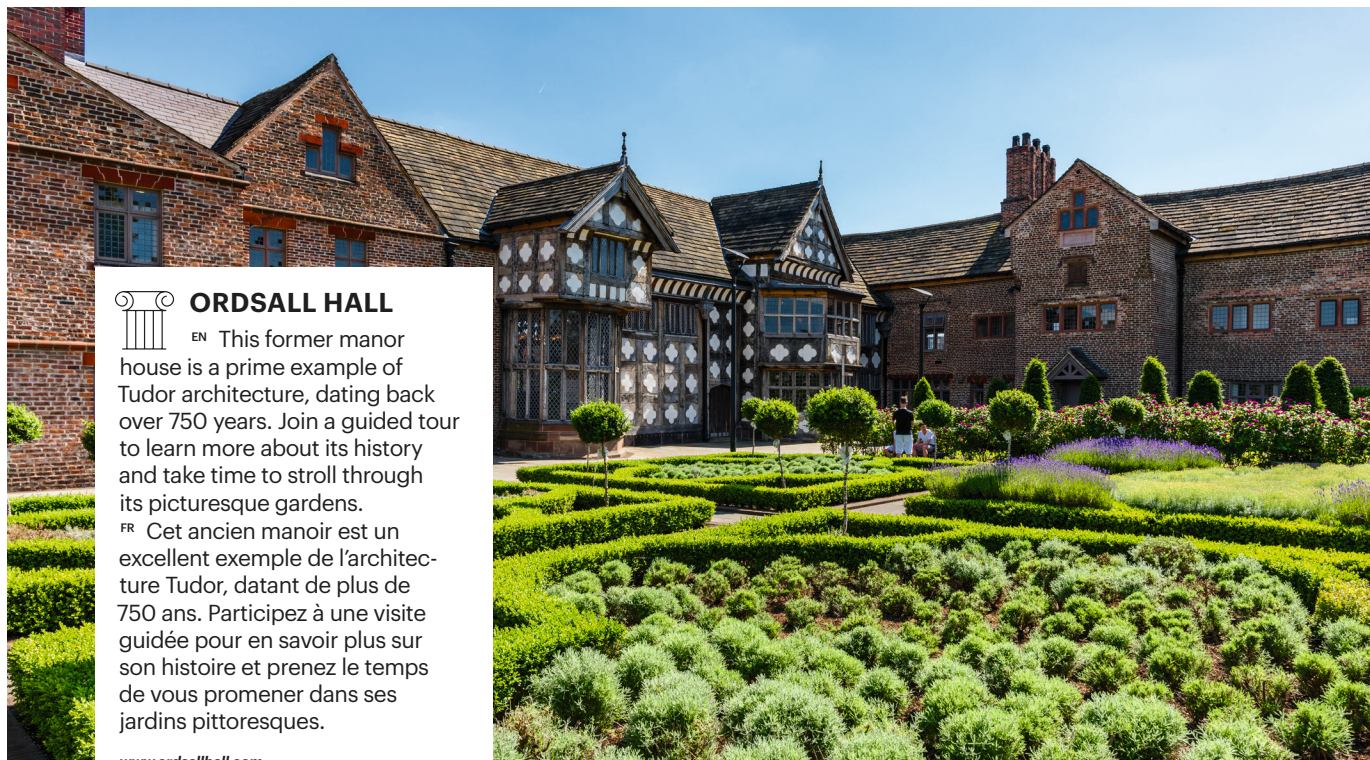 ORDSALL HALL
EN This former manor
house is a prime example of
Tudor architecture, dating back
over 750 years. Join a guided tour
to learn more about its history
and take time to stroll through
its picturesque gardens.
FR Cet ancien manoir est un
excellent exemple de l’architec-
ture Tudor, datant de plus de
750 ans. Participez à une visite
guidée pour en savoir plus sur
son histoire et prenez le temps
de vous promener dans ses
jardins pittoresques.
www.ordsallhall.com